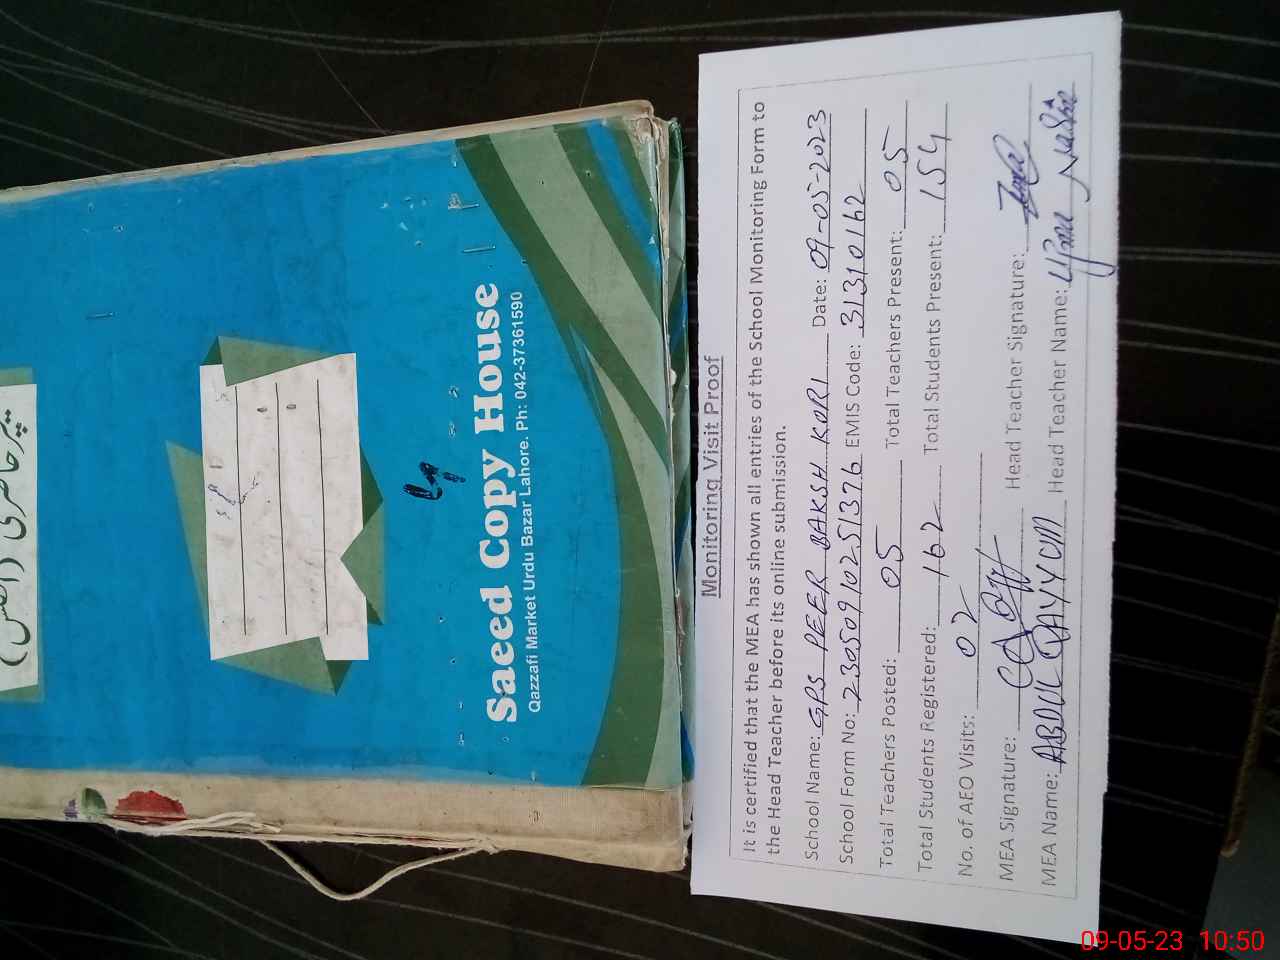 حاضری (انگلش)
Saeed Copy House
Qazzafi Market Urdu Bazar Lahore. Ph: 042-37361590
Monitoring Visit Proof
It is certified that the MEA has shown all entries of the School Monitoring Form to
the Head Teacher before its online submission.
School Name: GPS PEER BAKSH KORI Date: 09-05-2023
School Form No: 23050910251376 EMIS Code: 31310162
Total Teachers Posted: 05 Total Teachers Present: 05
Total Students Registered: 162 Total Students Present: 154
No. of AEO Visits: 02
MEA Signature: Head Teacher Signature:
MEA Name: ABDUL QAYYUM Head Teacher Name:
09-05-23 10:50